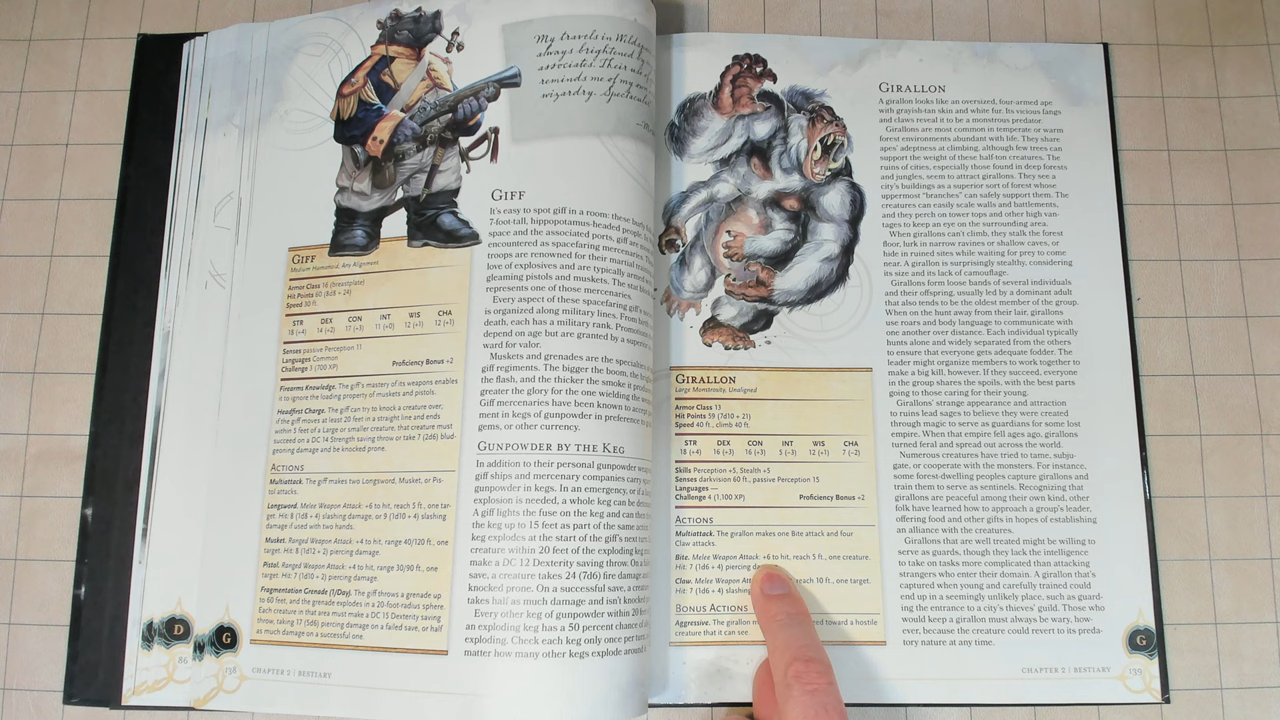 My travels in Wildspa
always brightened by
associates. Their use of
reminds me of my own
wizardry. Spectacular
GIFF
It's easy to spot giff in a room: these burly
7-foot-tall, hippopotamus-headed people.
space and the associated ports, giff are
encountered as spacefaring mercenaries.
troops are renowned for their martial
love of explosives and are typically armed
gleaming pistols and muskets. The stat
represents one of those mercenaries.
Every aspect of these spacefaring giff's
is organized along military lines. From birth
death, each has a military rank. Promotions
depend on age but are granted by a superior
ward for valor.
Muskets and grenades are the specialties
giff regiments. The bigger the boom, the
the flash, and the thicker the smoke it
greater the glory for the one wielding the
Giff mercenaries have been known to accept
ment in kegs of gunpowder in preference to
gems, or other currency.
GUNPOWDER BY THE KEG
In addition to their personal gunpowder
giff ships and mercenary companies carry
gunpowder in kegs. In an emergency, or if a
explosion is needed, a whole keg can be
A giff lights the fuse on the keg and can then
the keg up to 15 feet as part of the same
keg explodes at the start of the giff's next
creature within 20 feet of the exploding keg
make a DC 12 Dexterity saving throw. On a
save, a creature takes 24 (7d6) fire damage and
knocked prone. On a successful save, a creature
takes half as much damage and isn't knocked
Every other keg of gunpowder within 20
an exploding keg has a 50 percent chance of
exploding. Check each keg only once per turn,
matter how many other kegs explode around
GIFF
Medium Humanoid, Any Alignment
Armor Class 16 (breastplate)
Hit Points 60 (8d8 + 24)
Speed 30 ft.
STR DEX CON INT WIS CHA
18 (+4) 14 (+2) 17 (+3) 11 (+0) 12 (+1) 12 (+1)
Senses passive Perception 11
Languages Common
Challenge 3 (700 XP) Proficiency Bonus +2
Firearms Knowledge. The giff's mastery of its weapons enables
it to ignore the loading property of muskets and pistols.
Headfirst Charge. The giff can try to knock a creature over;
if the giff moves at least 20 feet in a straight line and ends
within 5 feet of a Large or smaller creature, that creature must
succeed on a DC 14 Strength saving throw or take 7 (2d6) blud-
geoning damage and be knocked prone.
ACTIONS
Multiattack. The giff makes two Longsword, Musket, or Pis-
tol attacks.
Longsword. Melee Weapon Attack: +6 to hit, reach 5 ft., one tar-
get. Hit: 8 (1d8 + 4) slashing damage, or 9 (1d10 + 4) slashing
damage if used with two hands.
Musket. Ranged Weapon Attack: +4 to hit, range 40/120 ft., one
target. Hit: 8 (1d12 + 2) piercing damage.
Pistol. Ranged Weapon Attack: +4 to hit, range 30/90 ft., one
target. Hit: 7 (1d10 + 2) piercing damage.
Fragmentation Grenade (1/Day). The giff throws a grenade up
to 60 feet, and the grenade explodes in a 20-foot-radius sphere.
Each creature in that area must make a DC 15 Dexterity saving
throw, taking 17 (5d6) piercing damage on a failed save, or half
as much damage on a successful one.
D
G
86
138
CHAPTER 2 | BESTIARY
GIRALLON
A girallon looks like an oversized, four-armed ape
with grayish-tan skin and white fur. Its vicious fangs
and claws reveal it to be a monstrous predator.
Girallons are most common in temperate or warm
forest environments abundant with life. They share
apes' adeptness at climbing, although few trees can
support the weight of these half-ton creatures. The
ruins of cities, especially those found in deep forests
and jungles, seem to attract girallons. They see a
city's buildings as a superior sort of forest whose
uppermost "branches" can safely support them. The
creatures can easily scale walls and battlements,
and they perch on tower tops and other high van-
tages to keep an eye on the surrounding area.
When girallons can't climb, they stalk the forest
floor, lurk in narrow ravines or shallow caves, or
hide in ruined sites while waiting for prey to come
near. A girallon is surprisingly stealthy, considering
its size and its lack of camouflage.
Girallons form loose bands of several individuals
and their offspring, usually led by a dominant adult
that also tends to be the oldest member of the group.
When on the hunt away from their lair, girallons
use roars and body language to communicate with
one another over distance. Each individual typically
hunts alone and widely separated from the others
to ensure that everyone gets adequate fodder. The
leader might organize members to work together to
make a big kill, however. If they succeed, everyone
in the group shares the spoils, with the best parts
going to those caring for their young.
Girallons' strange appearance and attraction
to ruins lead sages to believe they were created
through magic to serve as guardians for some lost
empire. When that empire fell ages ago, girallons
turned feral and spread out across the world.
Numerous creatures have tried to tame, subju-
gate, or cooperate with the monsters. For instance,
some forest-dwelling peoples capture girallons and
train them to serve as sentinels. Recognizing that
girallons are peaceful among their own kind, other
folk have learned how to approach a group's leader,
offering food and other gifts in hopes of establishing
an alliance with the creatures.
Girallons that are well treated might be willing to
serve as guards, though they lack the intelligence
to take on tasks more complicated than attacking
strangers who enter their domain. A girallon that's
captured when young and carefully trained could
end up in a seemingly unlikely place, such as guard-
ing the entrance to a city's thieves' guild. Those who
would keep a girallon must always be wary, how-
ever, because the creature could revert to its preda-
tory nature at any time.
GIRALLON
Large Monstrosity, Unaligned
Armor Class 13
Hit Points 59 (7d10 + 21)
Speed 40 ft., climb 40 ft.
STR DEX CON INT WIS CHA
18 (+4) 16 (+3) 16 (+3) 5 (−3) 12 (+1) 7 (−2)
Skills Perception +5, Stealth +5
Senses darkvision 60 ft., passive Perception 15
Languages —
Challenge 4 (1,100 XP) Proficiency Bonus +2
ACTIONS
Multiattack. The girallon makes one Bite attack and four
Claw attacks.
Bite. Melee Weapon Attack: +6 to hit, reach 5 ft., one creature.
Hit: 7 (1d6 + 4) piercing
Claw. Melee Weapon reach 10 ft., one target.
Hit: 7 (1d6 + 4) slashing
BONUS ACTIONS
Aggressive. The girallon toward a hostile
creature that it can see.
G
CHAPTER 2 | BESTIARY
139